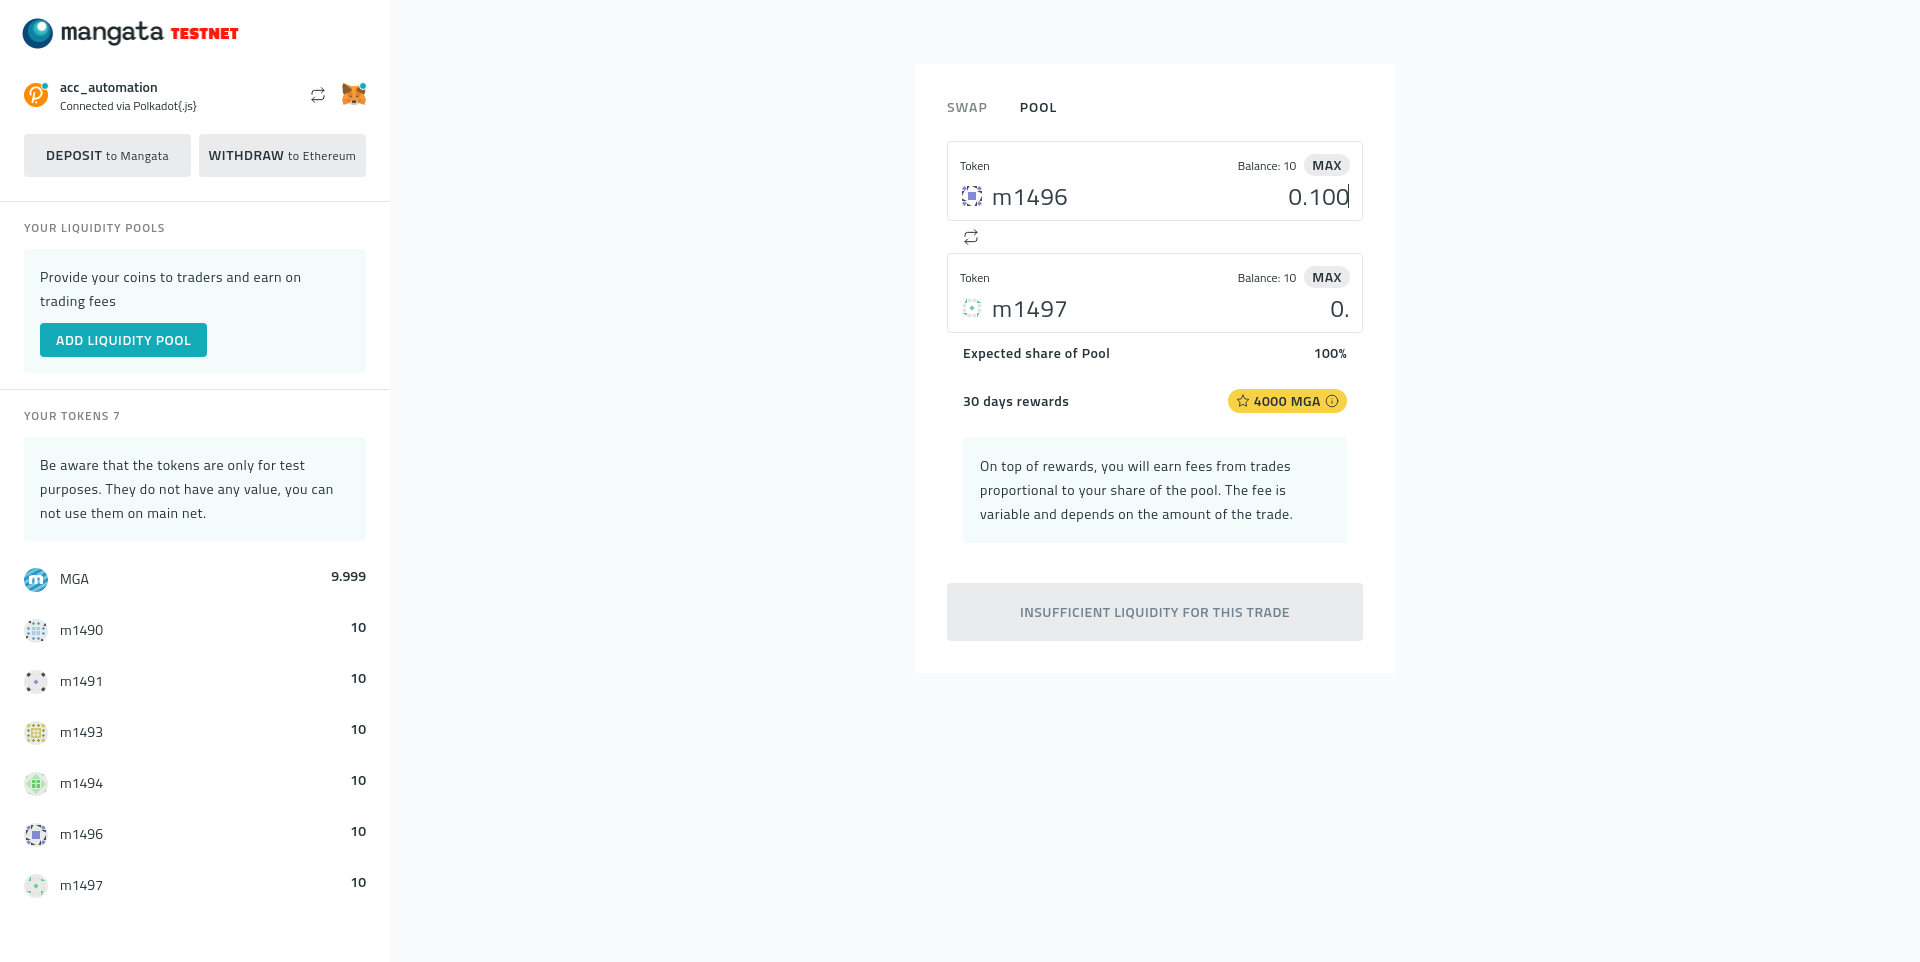 mangata TESTNET
acc_automation
Connected via Polkadot{.js}
DEPOSIT to Mangata
WITHDRAW to Ethereum
YOUR LIQUIDITY POOLS
Provide your coins to traders and earn on
trading fees
ADD LIQUIDITY POOL
YOUR TOKENS 7
Be aware that the tokens are only for test
purposes. They do not have any value, you can
not use them on main net.
MGA 9.999
m1490 10
m1491 10
m1493 10
m1494 10
m1496 10
m1497 10
SWAP POOL
Token Balance: 10 MAX
m1496 0.100
Token Balance: 10 MAX
m1497 0.
Expected share of Pool 100%
30 days rewards 4000 MGA
On top of rewards, you will earn fees from trades
proportional to your share of the pool. The fee is
variable and depends on the amount of the trade.
INSUFFICIENT LIQUIDITY FOR THIS TRADE